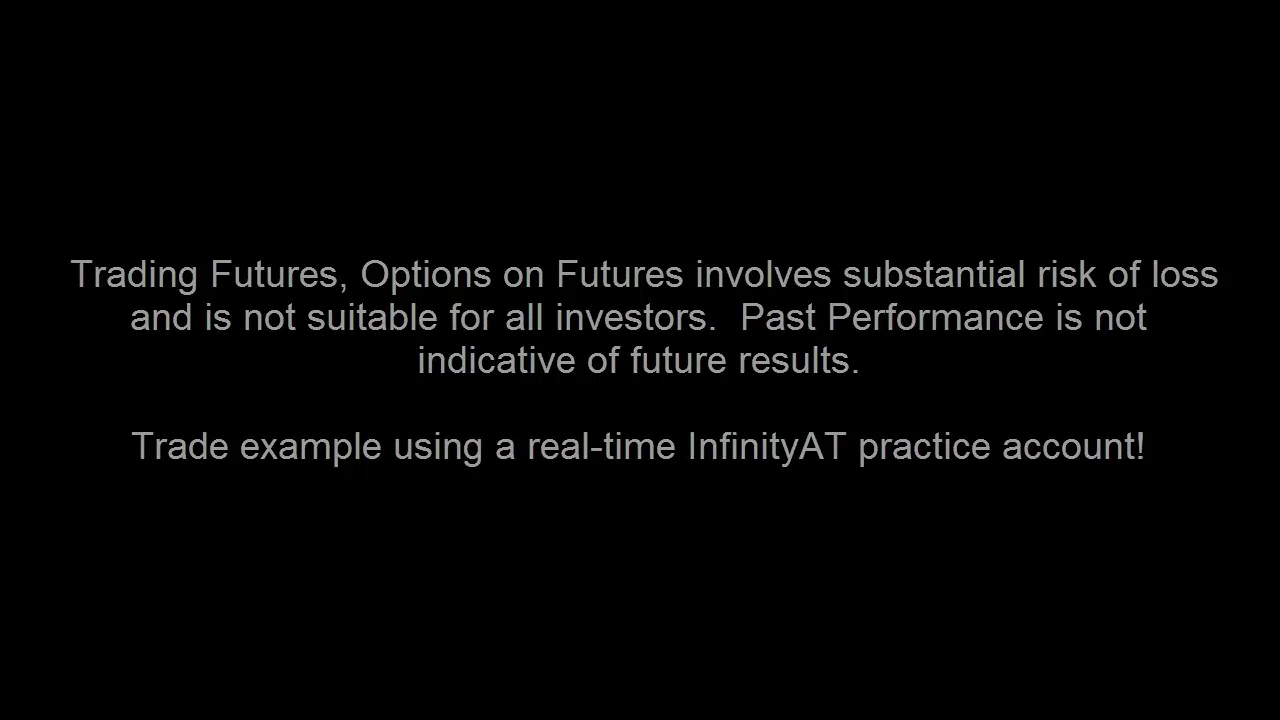 Trading Futures, Options on Futures involves substantial risk of loss
and is not suitable for all investors.  Past Performance is not
indicative of future results.
Trade example using a real-time InfinityAT practice account!